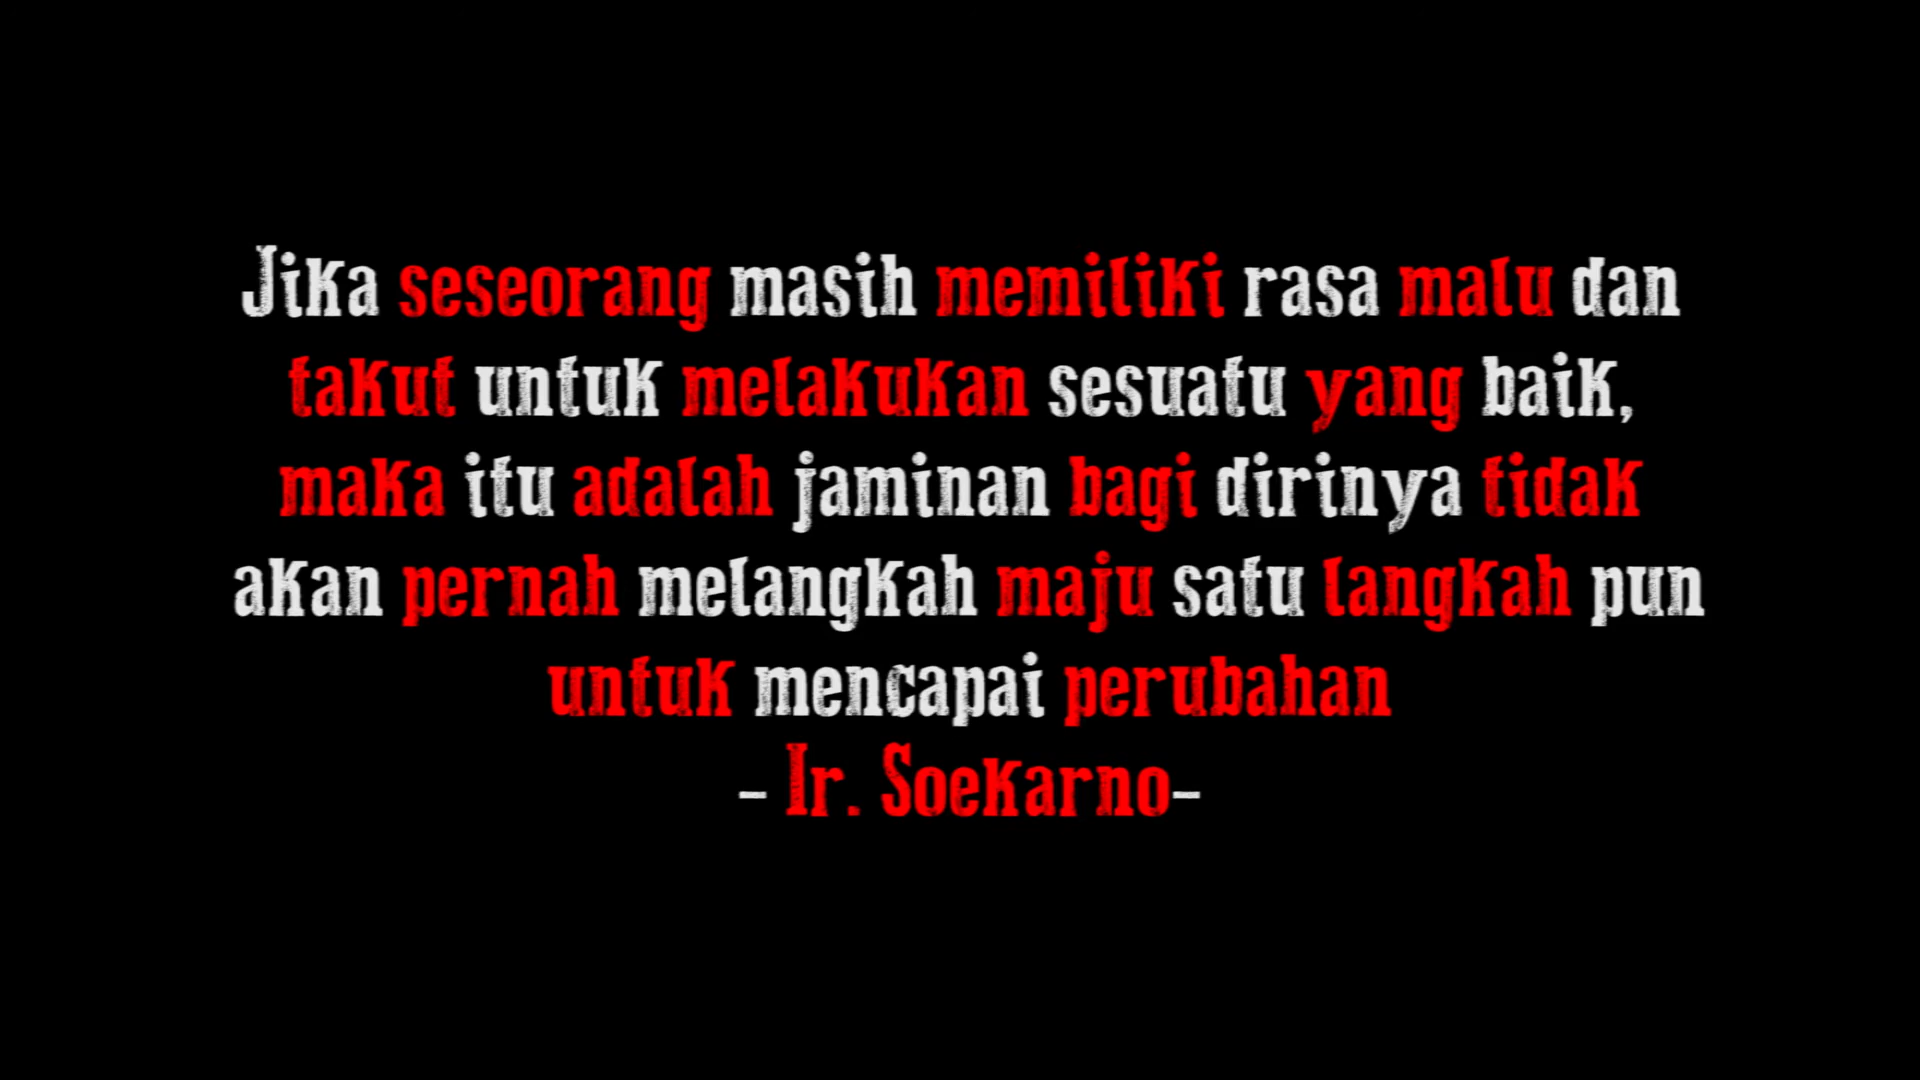 Jika seseorang masih memiliki rasa malu dan
takut untuk melakukan sesuatu yang baik,
maka itu adalah jaminan bagi dirinya tidak
akan pernah melangkah maju satu langkah pun
untuk mencapai perubahan
- Ir. Soekarno-